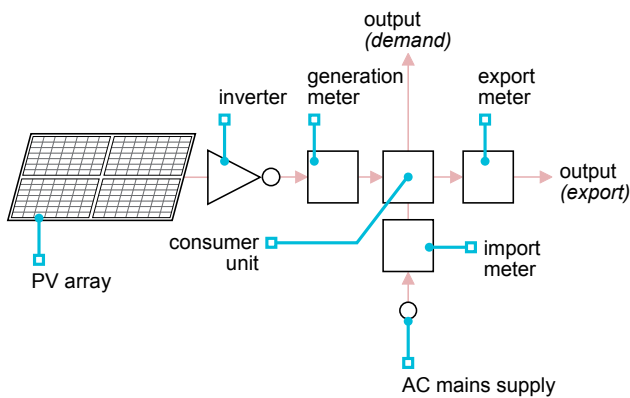 output
(demand)
inverter
generation
meter
export
meter
output
(export)
consumer
unit
import
meter
PV array
AC mains supply